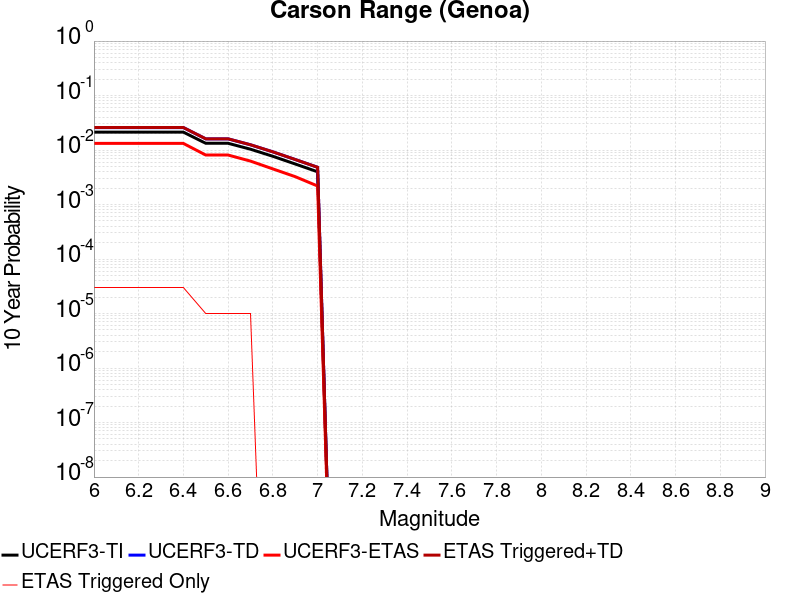 Carson Range (Genoa)
10 0
10 -1
10 -2
10 -3
10 -4
10 -5
10 -6
10 -7
10 -8
10 Year Probability
6 6.2 6.4 6.6 6.8 7 7.2 7.4 7.6 7.8 8 8.2 8.4 8.6 8.8 9
Magnitude
UCERF3-TI UCERF3-TD UCERF3-ETAS ETAS Triggered+TD
ETAS Triggered Only